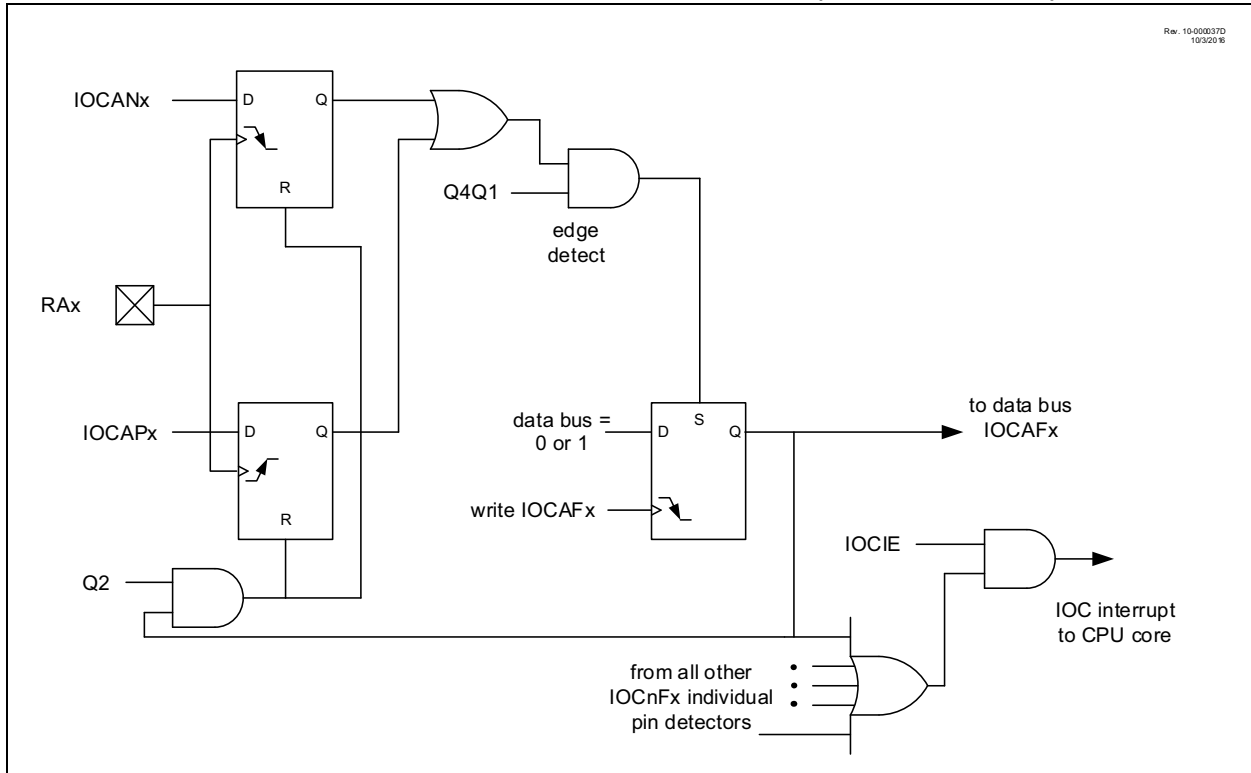 Rev. 10-000037D
10/3/2016
IOCANx
D
Q
R
Q4Q1
edge
detect
RAx
IOCAPx
D
Q
R
data bus =
0 or 1
D
S
Q
to data bus
IOCAFx
write IOCAFx
IOCIE
Q2
IOC interrupt
to CPU core
from all other
IOCnFx individual
pin detectors